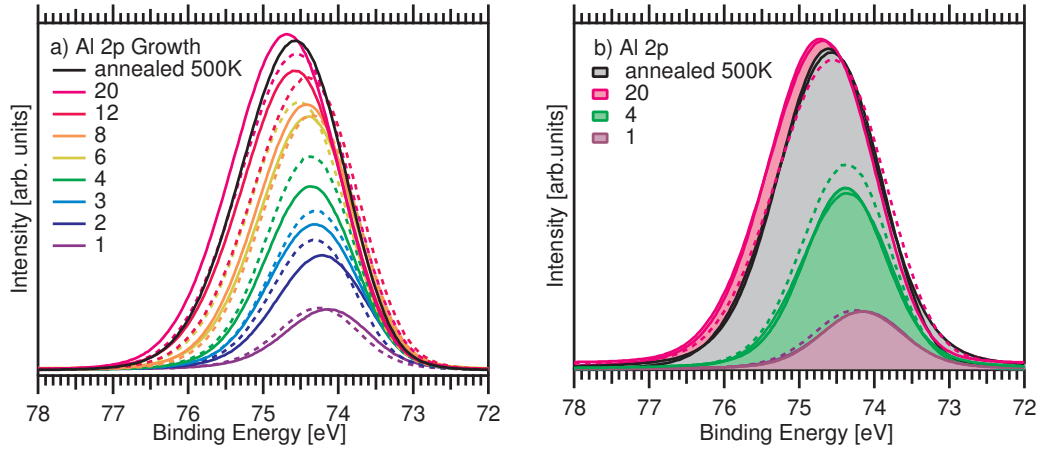 a) Al 2p Growth
annealed 500K
20
12
8
6
4
3
2
1
Intensity [arb. units]
78 77 76 75 74 73 72
Binding Energy [eV]
b) Al 2p
annealed 500K
20
4
1
Intensity [arb.units]
78 77 76 75 74 73 72
Binding Energy [eV]